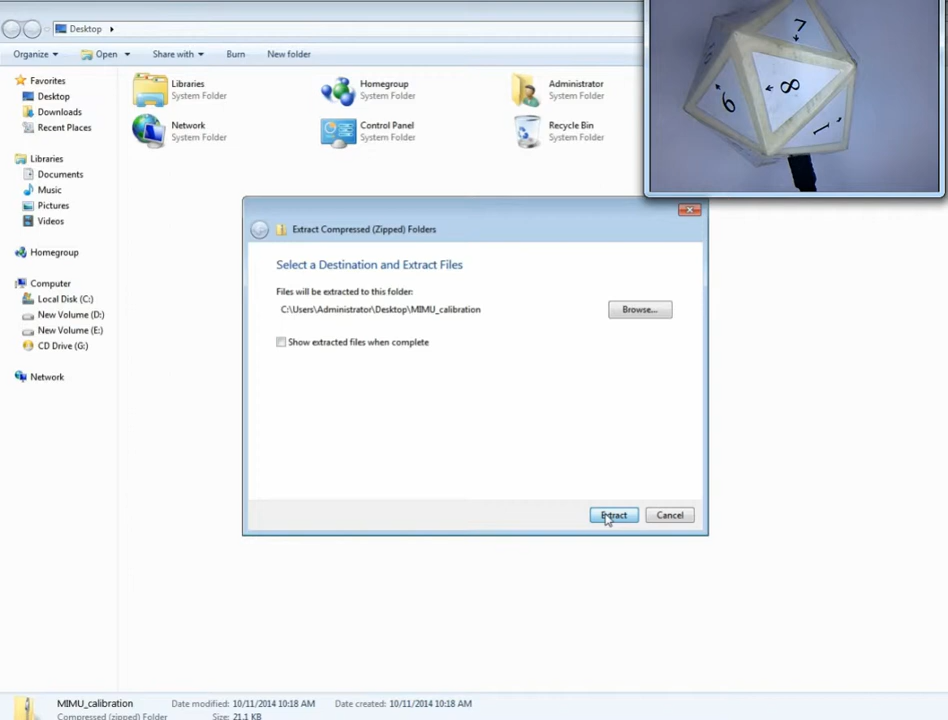 Desktop
Organize Open Share with Burn New folder
Favorites
Desktop
Downloads
Recent Places
Libraries
Documents
Music
Pictures
Videos
Homegroup
Computer
Local Disk (C:)
New Volume (D:)
New Volume (E:)
CD Drive (G:)
Network
Libraries
System Folder
Homegroup
System Folder
Administrator
System Folder
Network
System Folder
Control Panel
System Folder
Recycle Bin
System Folder
7
8
9
1
Extract Compressed (Zipped) Folders
Select a Destination and Extract Files
Files will be extracted to this folder:
C:\Users\Administrator\Desktop\MIMU_calibration
Browse...
Show extracted files when complete
Extract
Cancel
MIMU_calibration Date modified: 10/11/2014 10:18 AM Date created: 10/11/2014 10:18 AM
Compressed (zipped) Folder Size: 21.1 KB